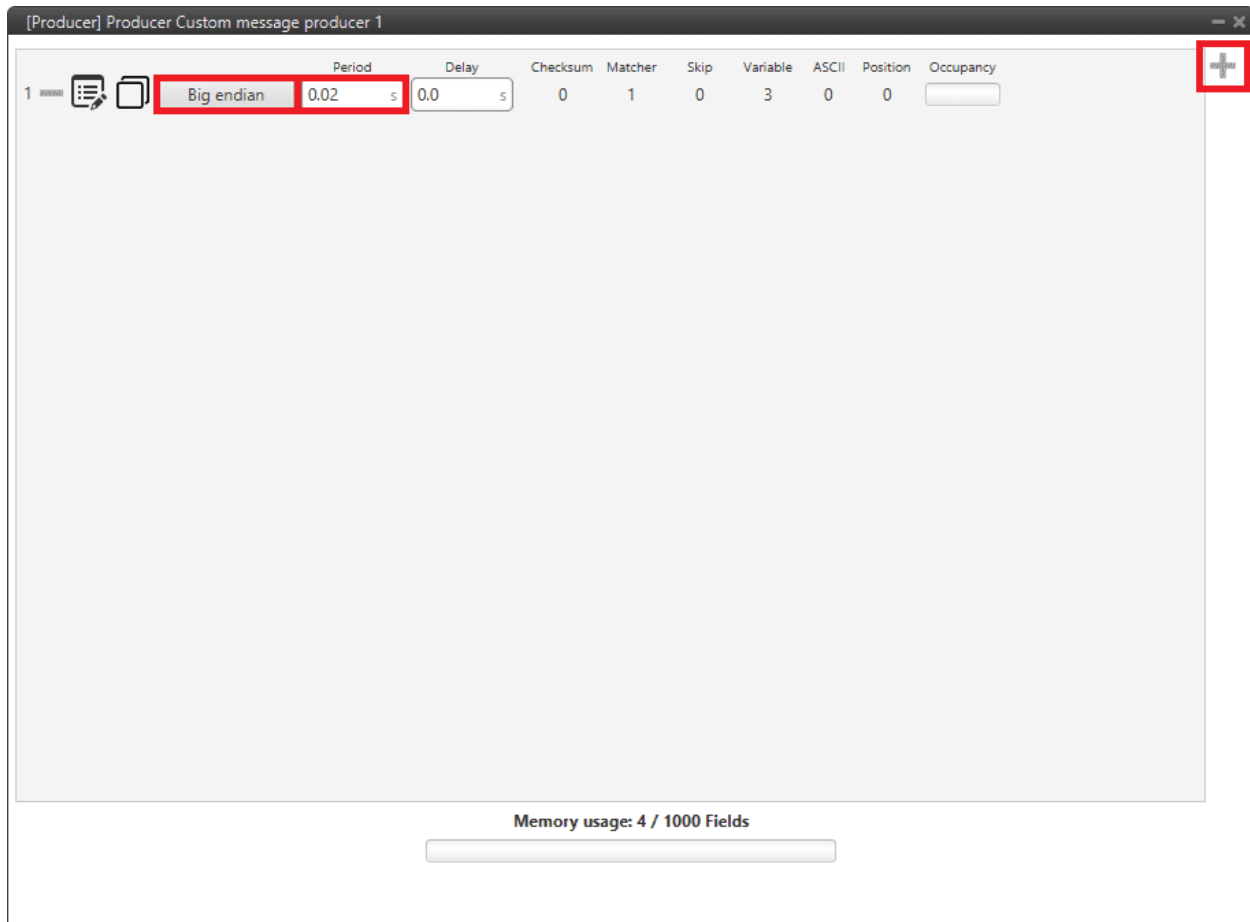 [Producer] Producer Custom message producer 1
Period Delay Checksum Matcher Skip Variable ASCII Position Occupancy
1 Big endian 0.02 s 0.0 s 0 1 0 3 0 0
Memory usage: 4 / 1000 Fields